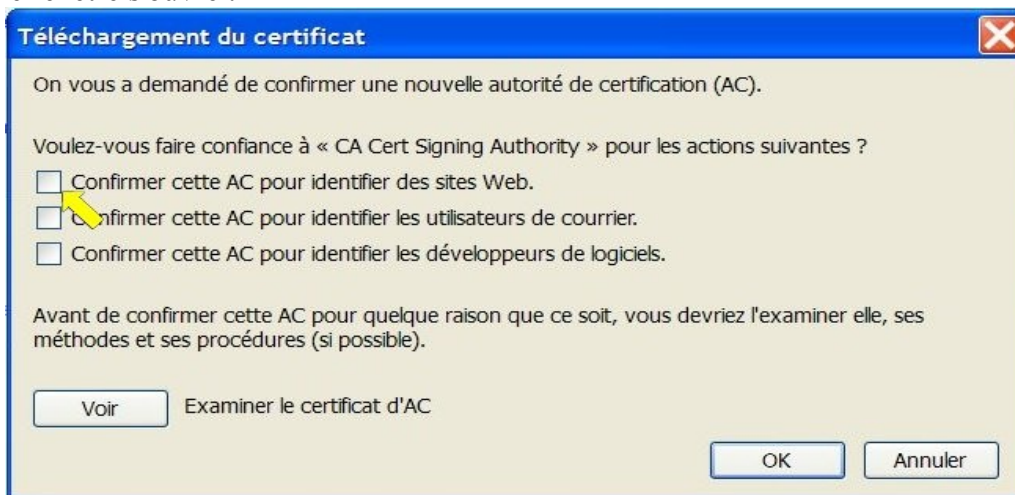 Téléchargement du certificat
On vous a demandé de confirmer une nouvelle autorité de certification (AC).
Voulez-vous faire confiance à « CA Cert Signing Authority » pour les actions suivantes ?
Confirmer cette AC pour identifier des sites Web.
Confirmer cette AC pour identifier les utilisateurs de courrier.
Confirmer cette AC pour identifier les développeurs de logiciels.
Avant de confirmer cette AC pour quelque raison que ce soit, vous devriez l'examiner elle, ses
méthodes et ses procédures (si possible).
Voir Examiner le certificat d'AC
OK Annuler